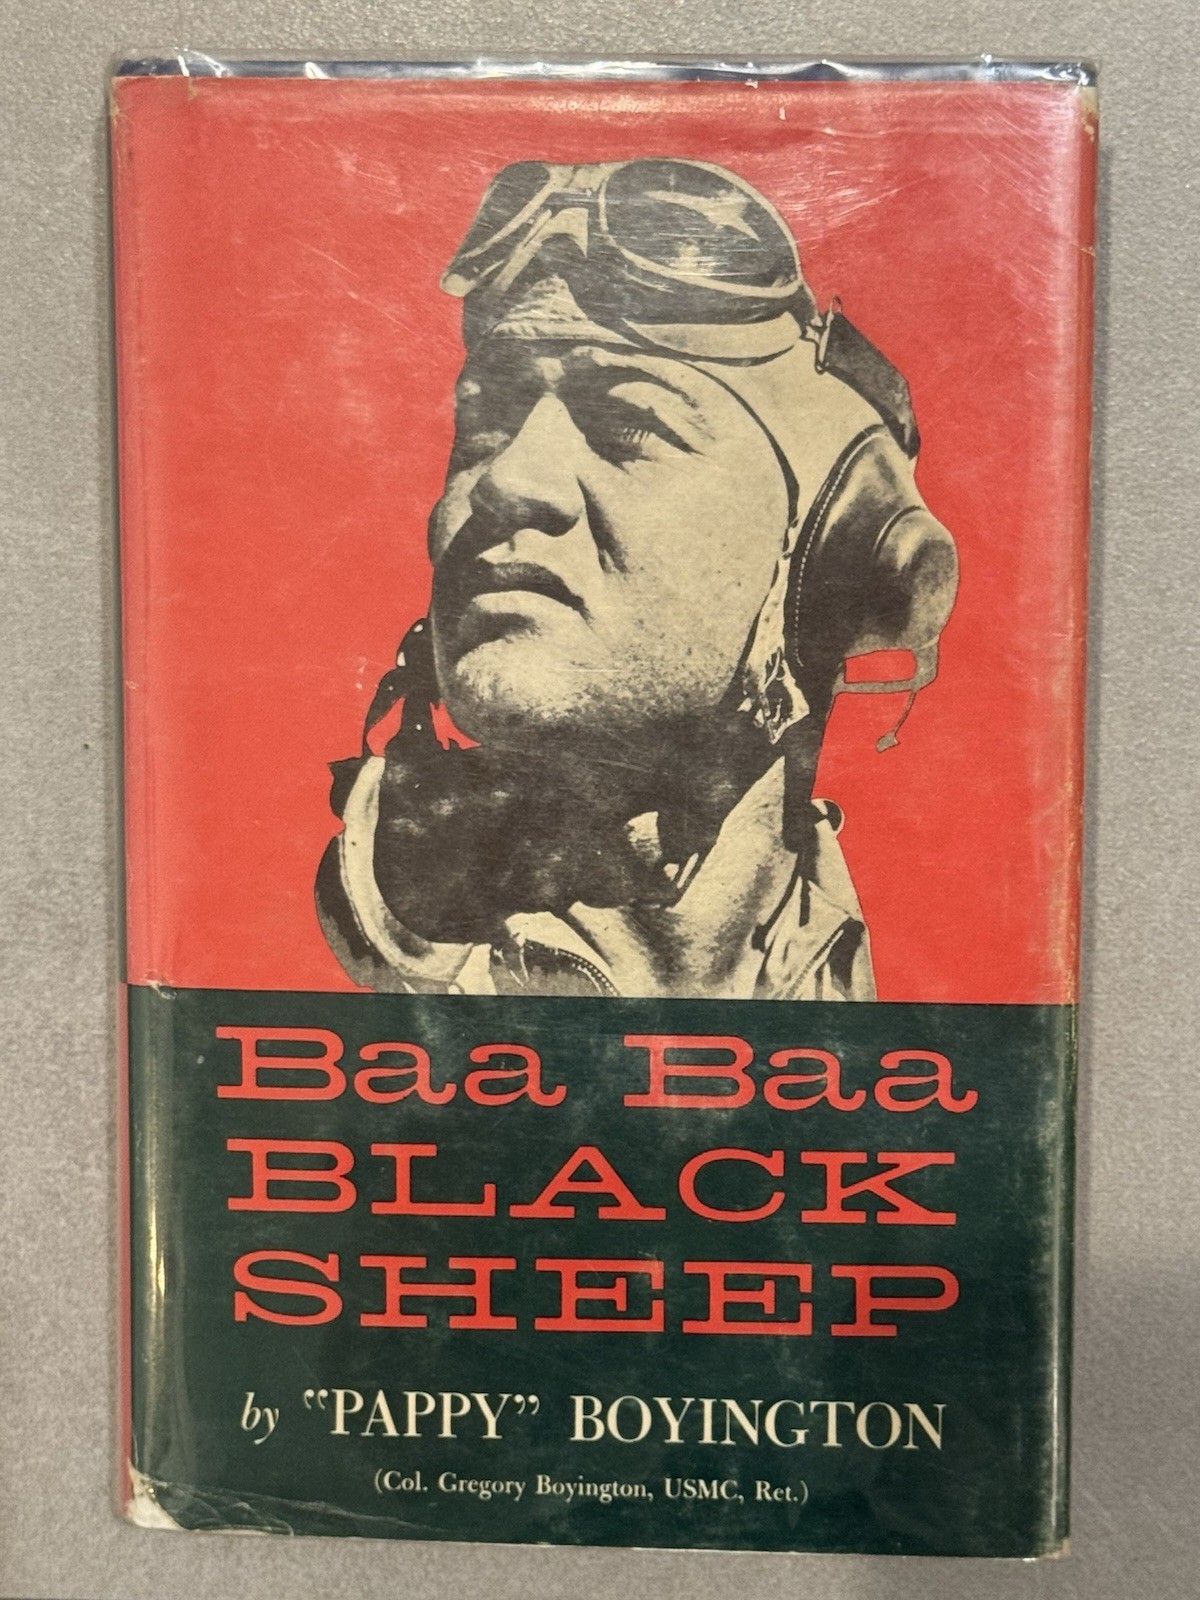 Baa Baa
BLACK
SHEEP
by “PAPPY” BOYINGTON
(Col. Gregory Boyington, USMC, Ret.)